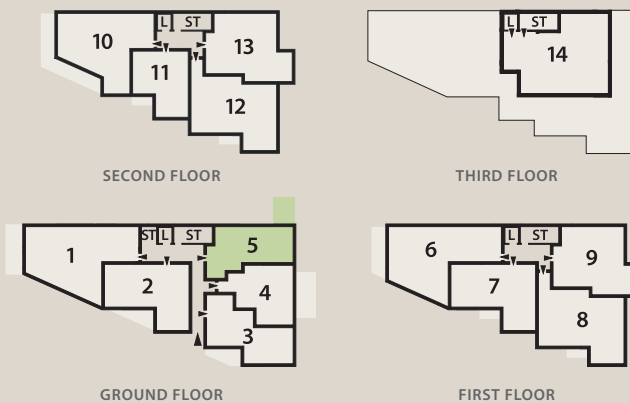 L ST
10
13
11
12
SECOND FLOOR
L ST
14
THIRD FLOOR
ST L ST
1
5
2
4
3
GROUND FLOOR
L ST
6
9
7
8
FIRST FLOOR